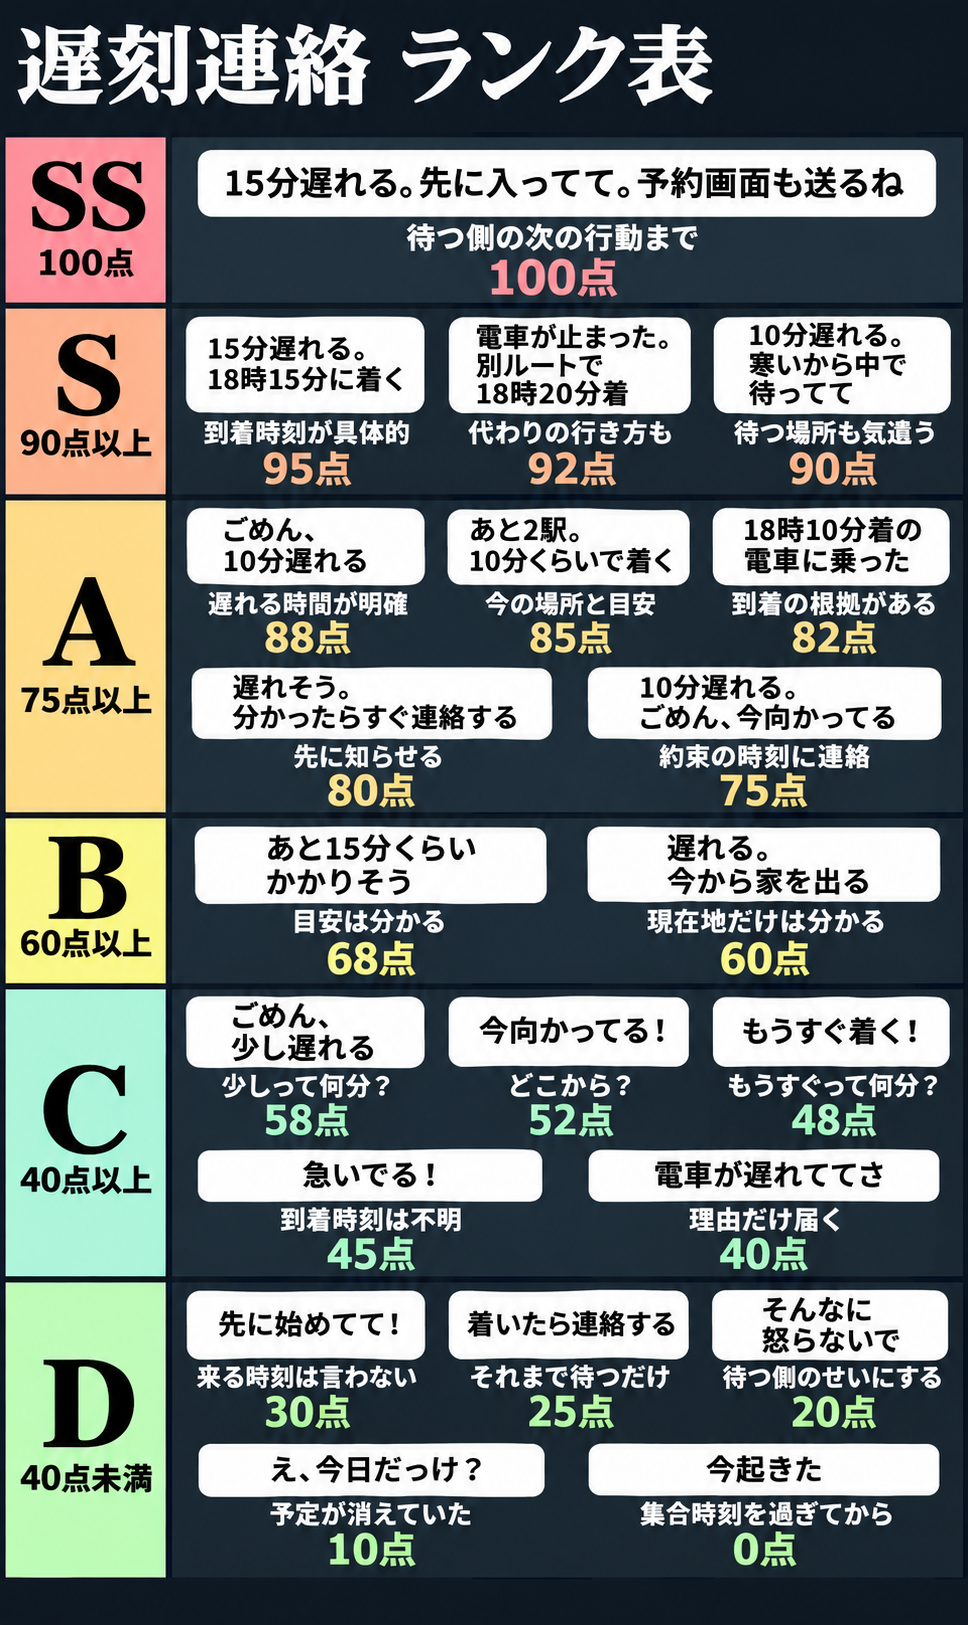 遅刻連絡 ランク表
SS
100点
15分遅れる。先に入ってて。予約画面も送るね
待つ側の次の行動まで
100点
S
90点以上
15分遅れる。
18時15分に着く
到着時刻が具体的
95点
電車が止まった。
別ルートで
18時20分着
代わりの行き方も
92点
10分遅れる。
寒いから中で
待ってて
待つ場所も気遣う
90点
A
75点以上
ごめん、
10分遅れる
遅れる時間が明確
88点
あと2駅。
10分くらいで着く
今の場所と目安
85点
18時10分着の
電車に乗った
到着の根拠がある
82点
遅れそう。
分かったらすぐ連絡する
先に知らせる
80点
10分遅れる。
ごめん、今向かってる
約束の時刻に連絡
75点
B
60点以上
あと15分くらい
かかりそう
目安は分かる
68点
遅れる。
今から家を出る
現在地だけは分かる
60点
C
40点以上
ごめん、
少し遅れる
少しって何分？
58点
今向かってる！
どこから？
52点
もうすぐ着く！
もうすぐって何分？
48点
急いでる！
到着時刻は不明
45点
電車が遅れててさ
理由だけ届く
40点
D
40点未満
先に始めてて！
来る時刻は言わない
30点
着いたら連絡する
それまで待つだけ
25点
そんなに
怒らないで
待つ側のせいにする
20点
え、今日だっけ？
予定が消えていた
10点
今起きた
集合時刻を過ぎてから
0点